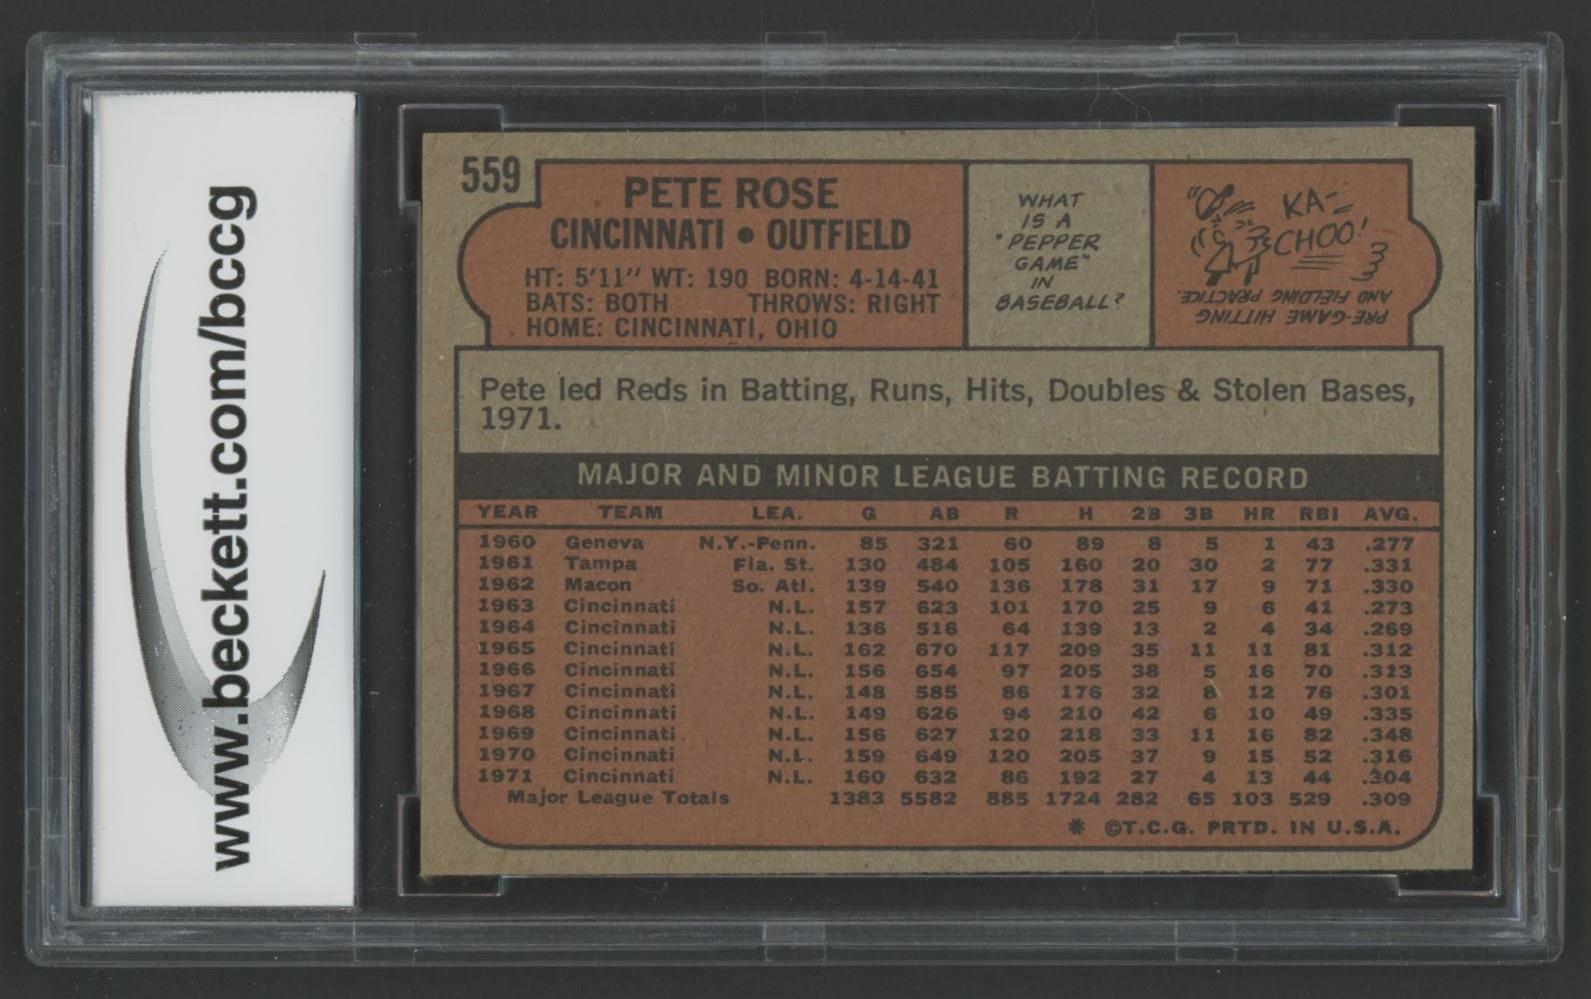 www.beckett.com/bccg
559
PETE ROSE
CINCINNATI • OUTFIELD
HT: 5'11" WT: 190 BORN: 4-14-41
BATS: BOTH THROWS: RIGHT
HOME: CINCINNATI, OHIO
WHAT
IS A
"PEPPER
GAME"
IN
BASEBALL?
KA-
CHOO!
PRE-GAME HITTING
AND FIELDING PRACTICE.
Pete led Reds in Batting, Runs, Hits, Doubles & Stolen Bases,
1971.
MAJOR AND MINOR LEAGUE BATTING RECORD
YEAR TEAM LEA. G AB R H 2B 3B HR RBI AVG.
1960 Geneva N.Y.-Penn. 85 321 60 89 8 5 1 43 .277
1961 Tampa Fla. St. 130 484 105 160 20 30 2 77 .331
1962 Macon So. Atl. 139 540 136 178 31 17 9 71 .330
1963 Cincinnati N.L. 157 623 101 170 25 9 6 41 .273
1964 Cincinnati N.L. 136 516 64 139 13 2 4 34 .269
1965 Cincinnati N.L. 162 670 117 209 35 11 11 81 .312
1966 Cincinnati N.L. 156 654 97 205 38 5 16 70 .313
1967 Cincinnati N.L. 148 585 86 176 32 8 12 76 .301
1968 Cincinnati N.L. 149 626 94 210 42 6 10 49 .335
1969 Cincinnati N.L. 156 627 120 218 33 11 16 82 .348
1970 Cincinnati N.L. 159 649 120 205 37 9 15 52 .316
1971 Cincinnati N.L. 160 632 86 192 27 4 13 44 .304
Major League Totals 1383 5582 885 1724 282 65 103 529 .309
* ©T.C.G. PRTD. IN U.S.A.